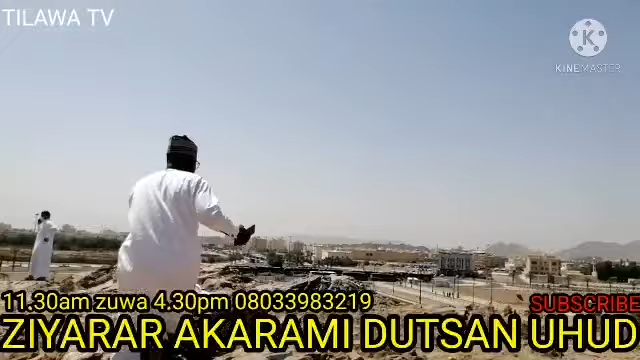 TILAWA TV
KINEMASTER
11.30am zuwa 4.30pm 08033983219
SUBSCRIBE
ZIYARAR AKARAMI DUTSAN UHUD